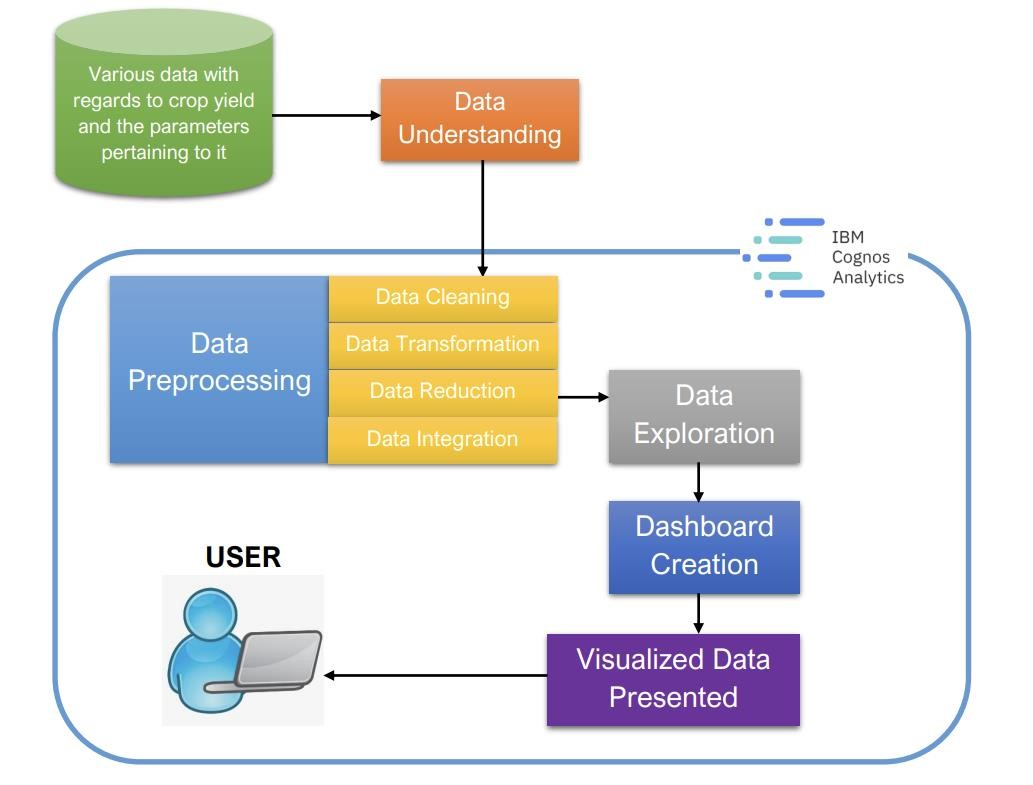 Various data with
regards to crop yield
and the parameters
pertaining to it
Data
Understanding
IBM
Cognos
Analytics
Data
Preprocessing
Data Cleaning
Data Transformation
Data Reduction
Data Integration
Data
Exploration
Dashboard
Creation
USER
Visualized Data
Presented